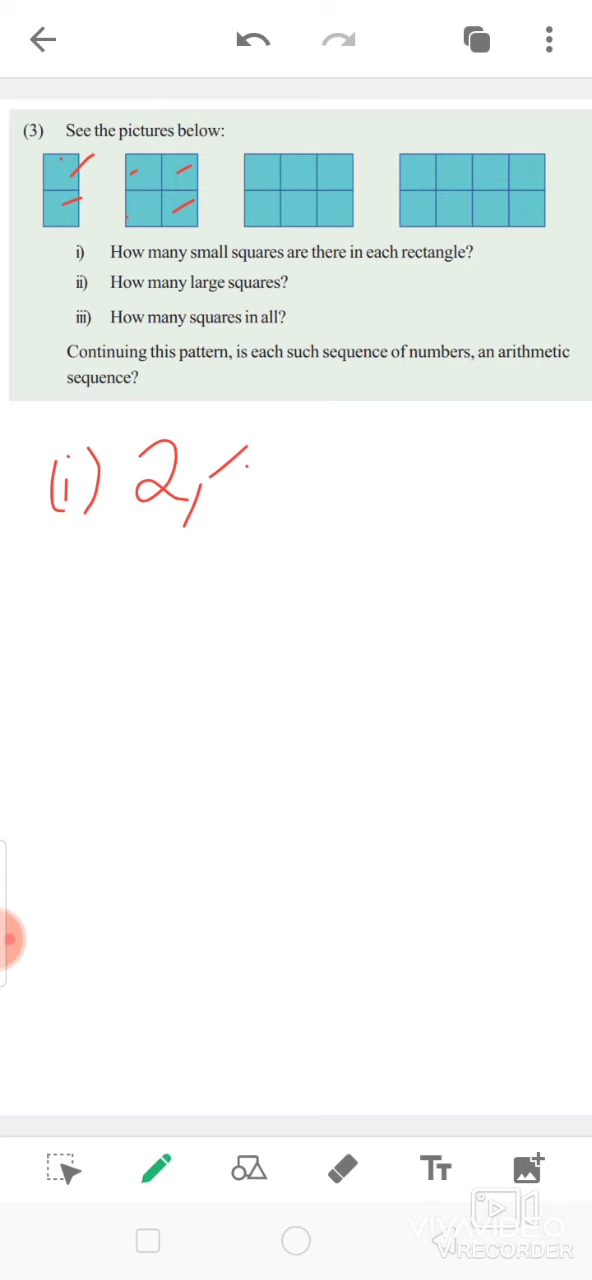 (3) See the pictures below:
i) How many small squares are there in each rectangle?
ii) How many large squares?
iii) How many squares in all?
Continuing this pattern, is each such sequence of numbers, an arithmetic
sequence?
(i) 2,
TT
VIVAVIDEO
V RECORDER